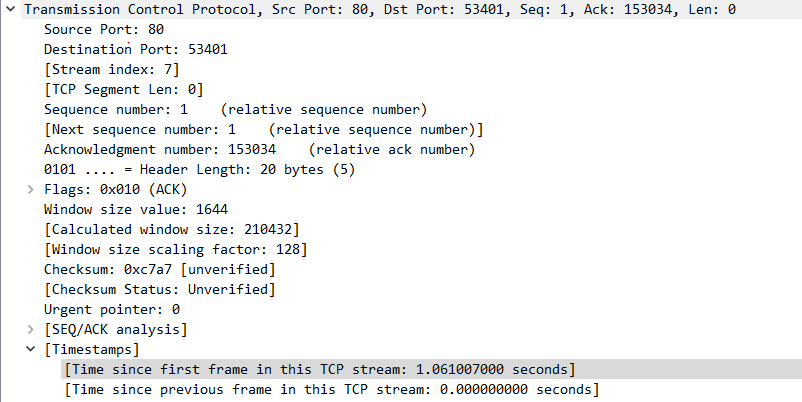 Transmission Control Protocol, Src Port: 80, Dst Port: 53401, Seq: 1, Ack: 153034, Len: 0
Source Port: 80
Destination Port: 53401
[Stream index: 7]
[TCP Segment Len: 0]
Sequence number: 1    (relative sequence number)
[Next sequence number: 1    (relative sequence number)]
Acknowledgment number: 153034    (relative ack number)
0101 .... = Header Length: 20 bytes (5)
Flags: 0x010 (ACK)
Window size value: 1644
[Calculated window size: 210432]
[Window size scaling factor: 128]
Checksum: 0xc7a7 [unverified]
[Checksum Status: Unverified]
Urgent pointer: 0
[SEQ/ACK analysis]
[Timestamps]
[Time since first frame in this TCP stream: 1.061007000 seconds]
[Time since previous frame in this TCP stream: 0.000000000 seconds]